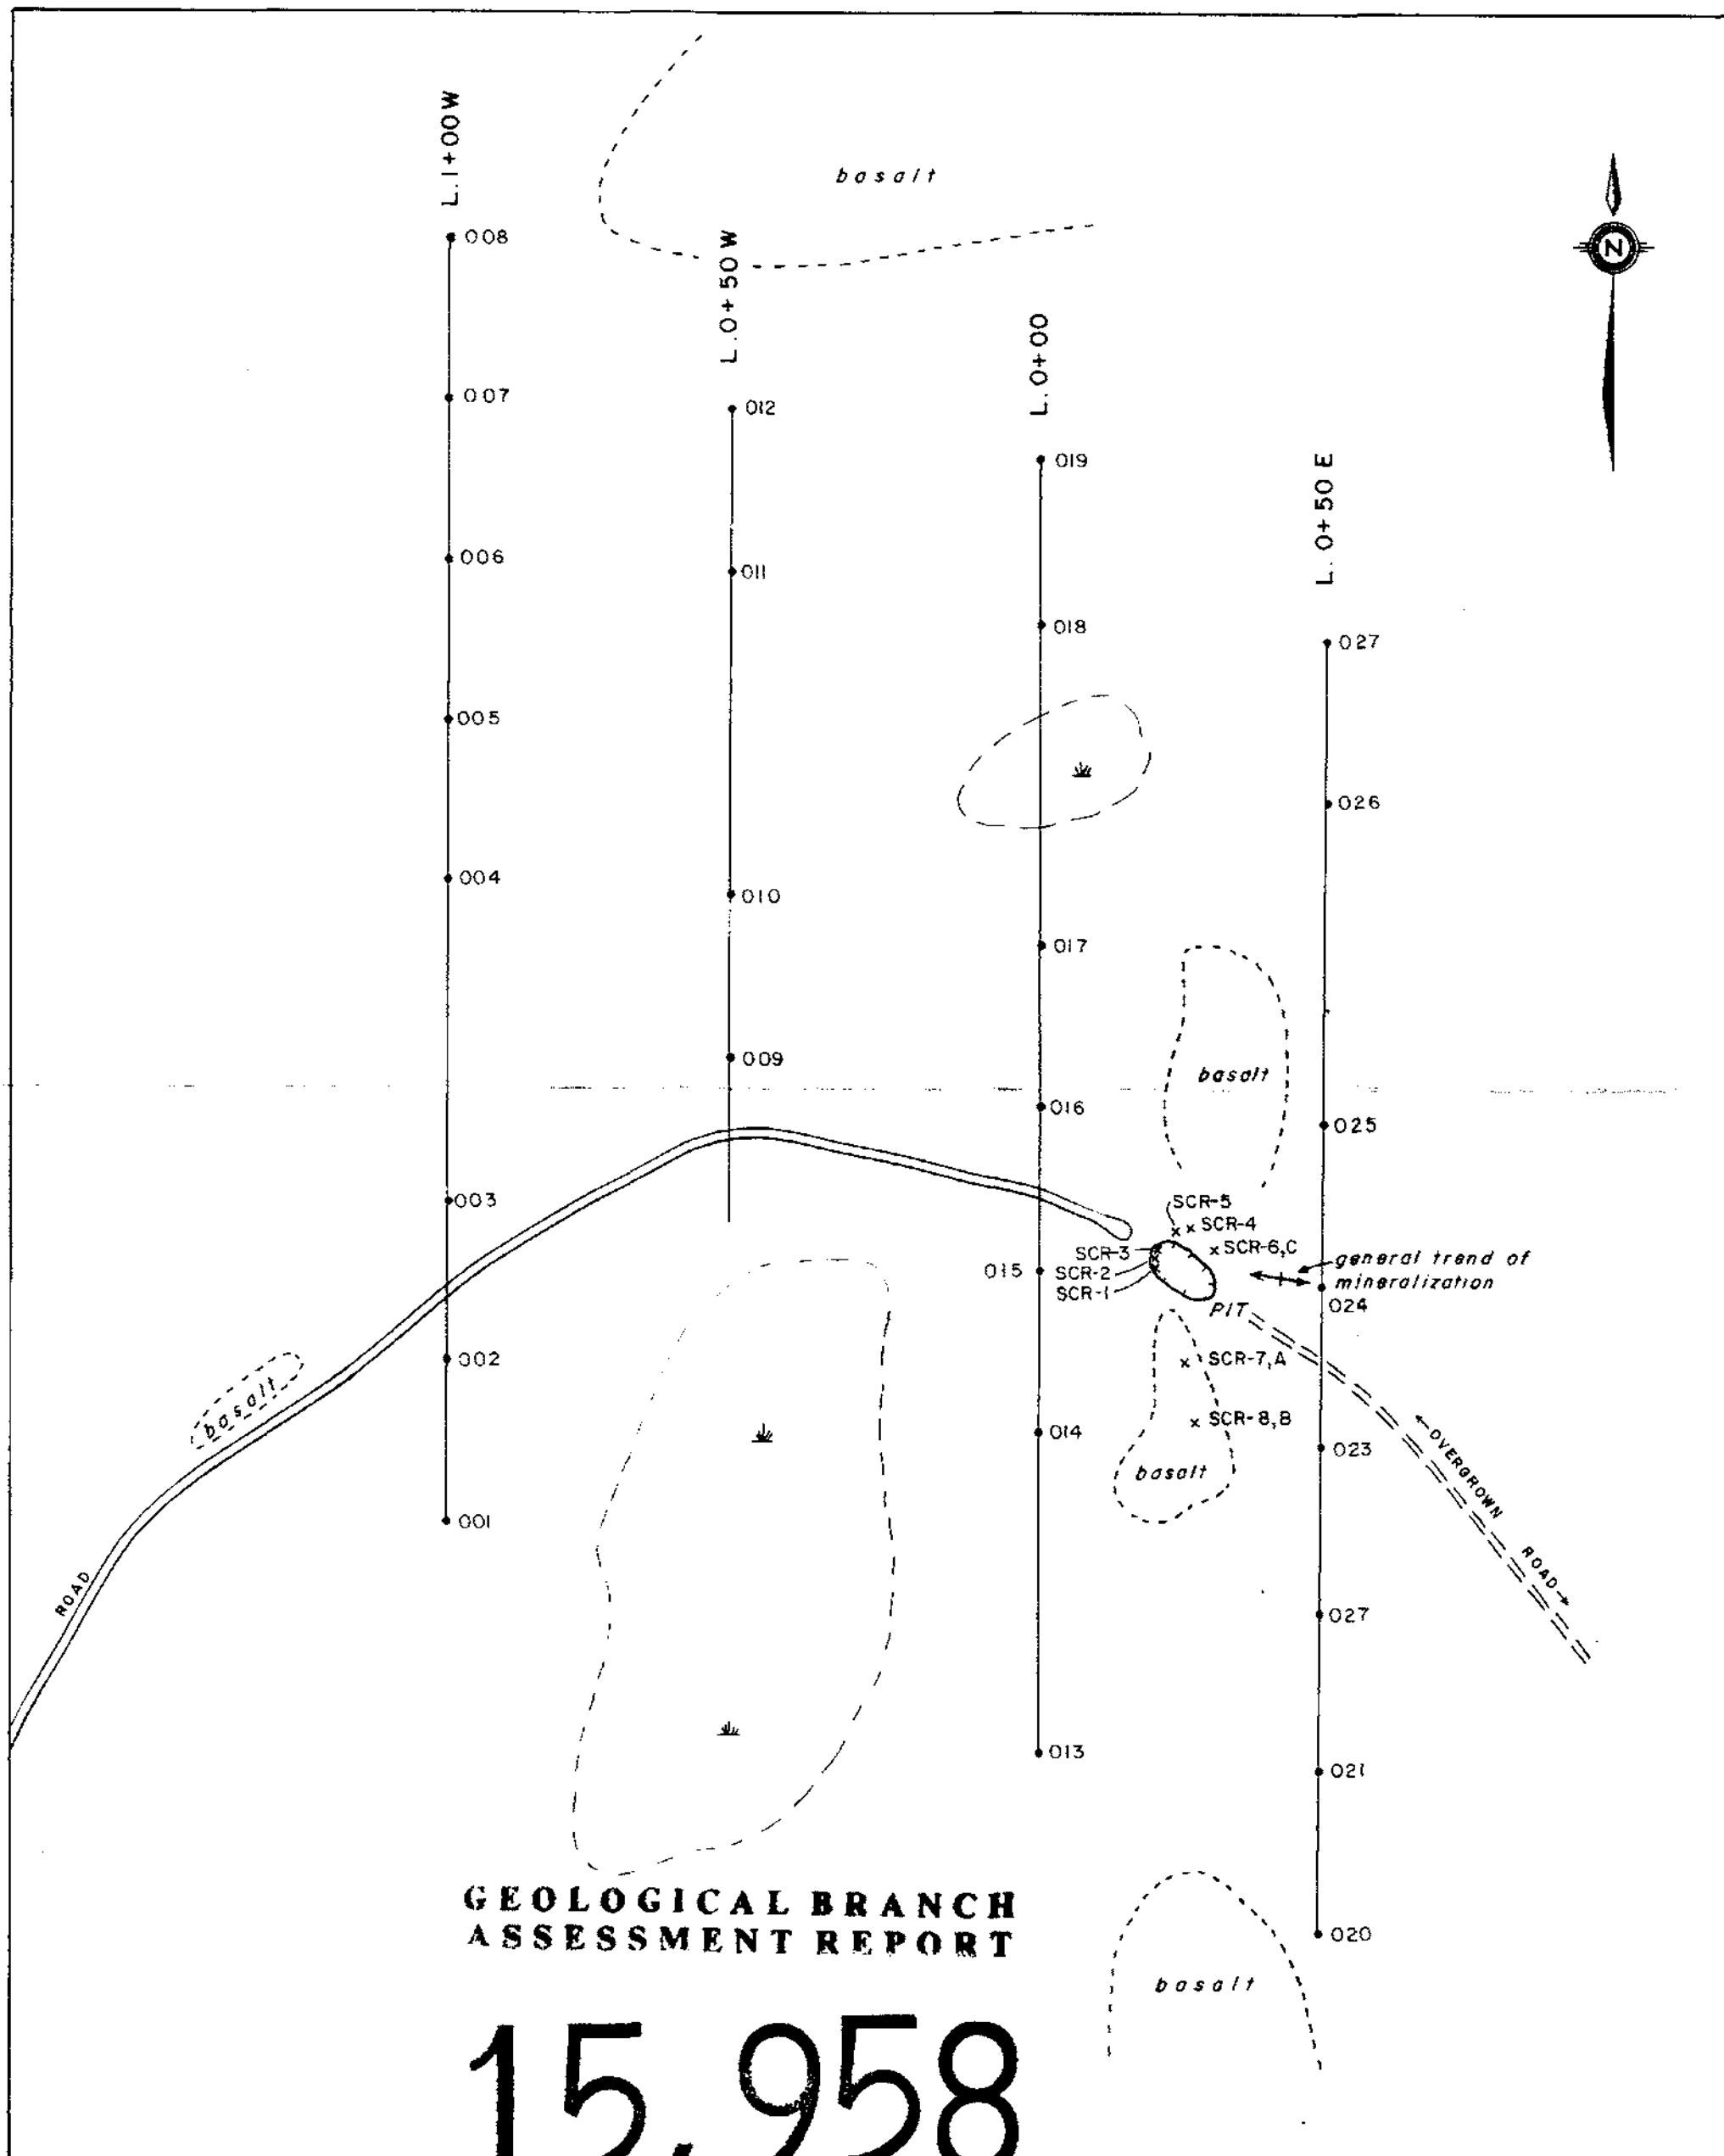 L.1+00W
L.0+50W
L.0+00
L.0+50E
basalt
N
008
007
006
005
004
003
002
001
012
011
010
009
019
018
017
016
015
014
013
027
026
025
024
023
027
021
020
basalt
SCR-5
SCR-4
SCR-3
SCR-6,C
SCR-2
SCR-1
general trend of
mineralization
PIT
SCR-7,A
SCR-8,B
basalt
basalt
ROAD
OVERGROWN ROAD
basalt
GEOLOGICAL BRANCH
ASSESSMENT REPORT
15,958